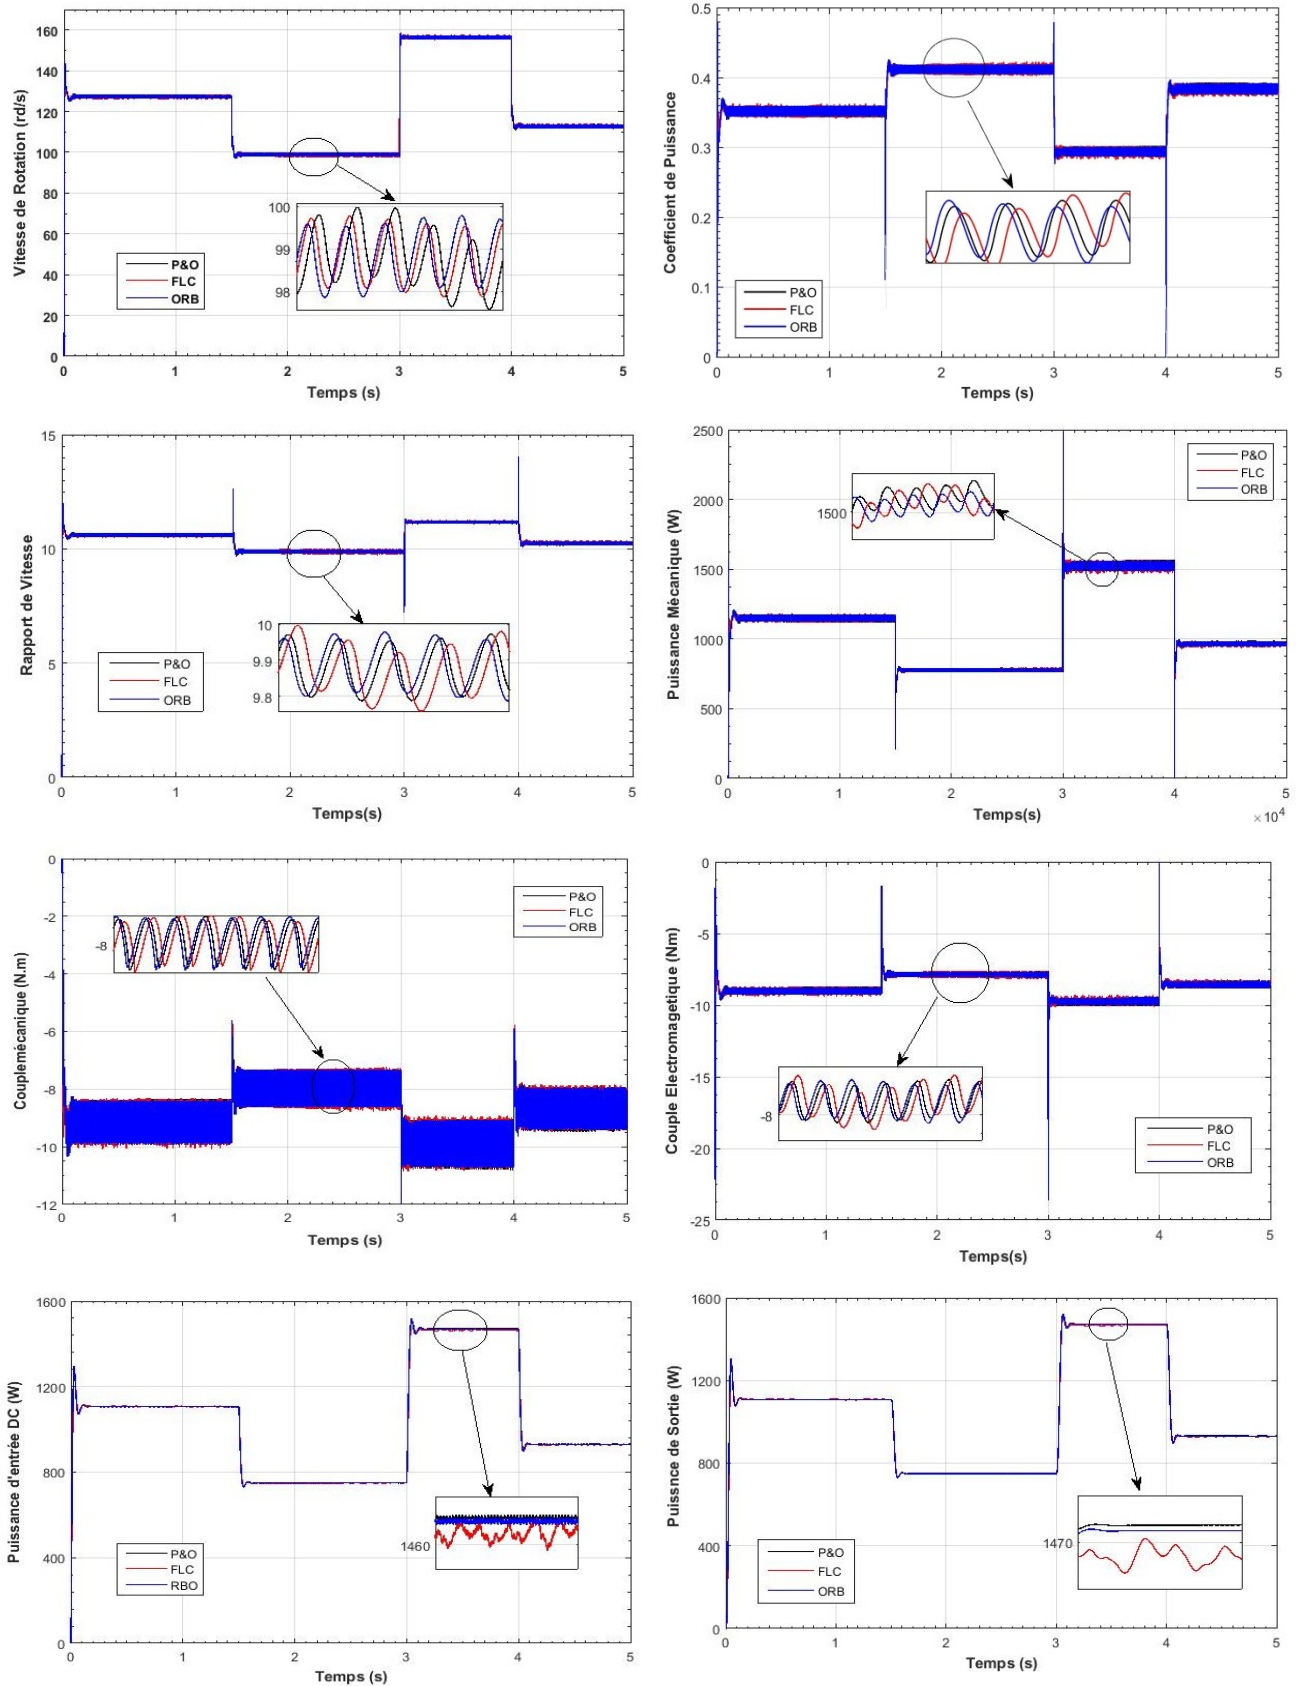 Vitesse de Rotation (rd/s)
160
140
120
100
80
60
40
20
0
100
99
98
P&O
FLC
ORB
0 1 2 3 4 5
Temps (s)
Coefficient de Puissance
0.5
0.4
0.3
0.2
0.1
0
P&O
FLC
ORB
0 1 2 3 4 5
Temps (s)
Rapport de Vitesse
15
10
5
0
10
9.9
9.8
P&O
FLC
ORB
0 1 2 3 4 5
Temps(s)
Puissance Mécanique (W)
2500
2000
1500
1000
500
0
1500
P&O
FLC
ORB
0 1 2 3 4 5
Temps(s)
×10⁴
Couplemécanique (N.m)
0
-2
-4
-6
-8
-10
-12
-8
P&O
FLC
ORB
0 1 2 3 4 5
Temps (s)
Couple Electromagetique (Nm)
0
-5
-10
-15
-20
-25
-8
P&O
FLC
ORB
0 1 2 3 4 5
Temps(s)
Puissance d'entrée DC (W)
1600
1200
800
400
0
1460
P&O
FLC
RBO
0 1 2 3 4 5
Temps (s)
Puissnce de Sortie (W)
1600
1200
800
400
0
1470
P&O
FLC
ORB
0 1 2 3 4 5
Temps (s)